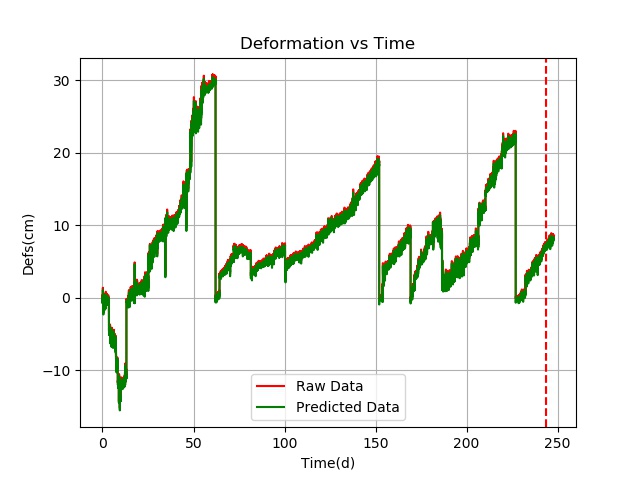 Deformation vs Time
30
20
10
0
−10
Defs(cm)
Raw Data
Predicted Data
0 50 100 150 200 250
Time(d)